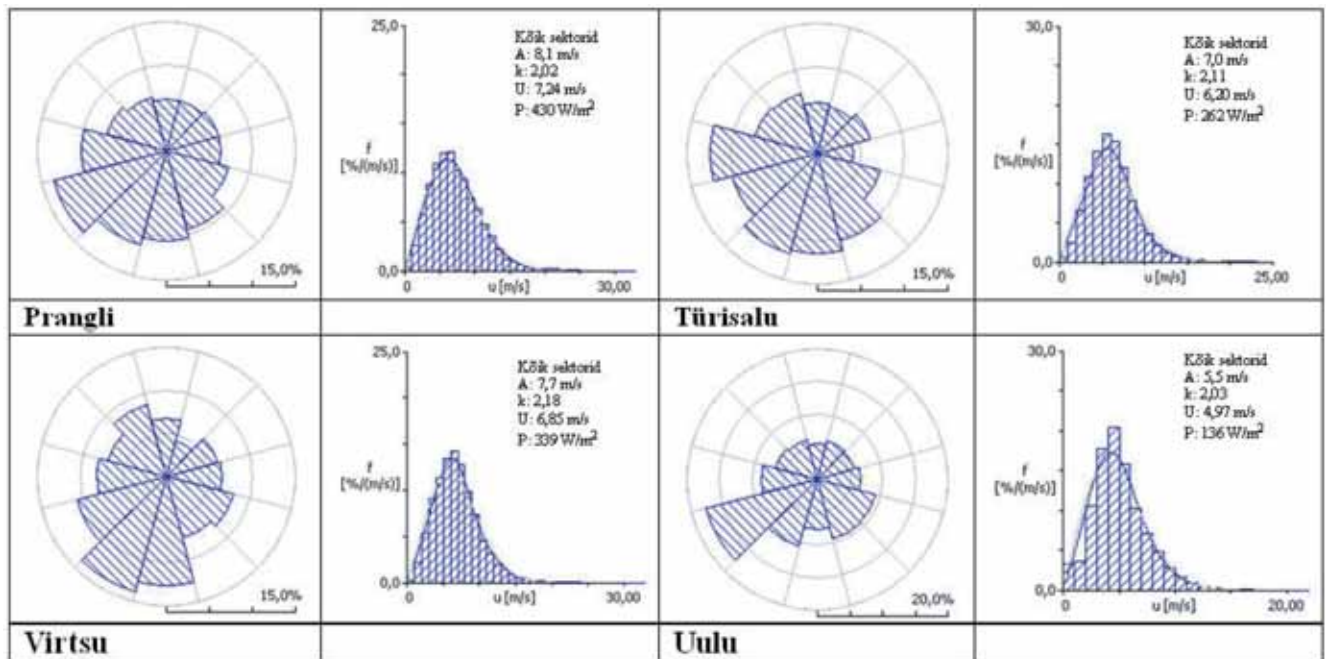 15,0%
25,0
Kõik sektorid
A: 8,1 m/s
k: 2,02
U: 7,24 m/s
P: 430 W/m²
f
[%/(m/s)]
0,0
0
u [m/s]
30,00
15,0%
30,0
Kõik sektorid
A: 7,0 m/s
k: 2,11
U: 6,20 m/s
P: 262 W/m²
f
[%/(m/s)]
0,0
0
u [m/s]
25,00
Prangli
Türisalu
15,0%
25,0
Kõik sektorid
A: 7,7 m/s
k: 2,18
U: 6,85 m/s
P: 339 W/m²
f
[%/(m/s)]
0,0
0
u [m/s]
30,00
20,0%
30,0
Kõik sektorid
A: 5,5 m/s
k: 2,03
U: 4,97 m/s
P: 136 W/m²
f
[%/(m/s)]
0,0
0
u [m/s]
20,00
Virtsu
Uulu